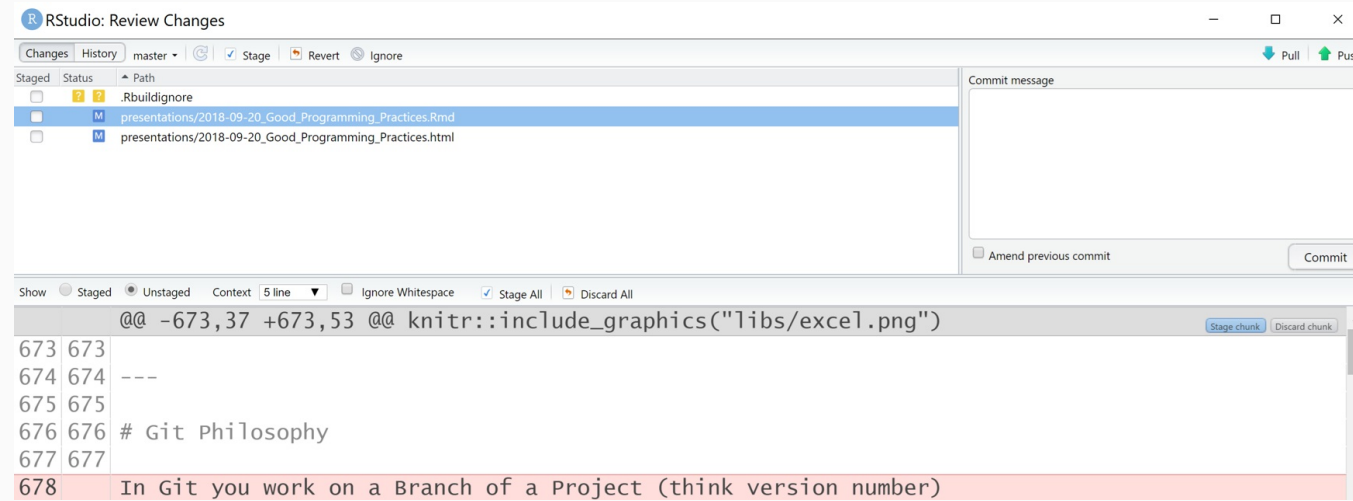 R RStudio: Review Changes
Changes History master Stage Revert Ignore Pull
Staged Status Path Commit message
? ? .Rbuildignore
M presentations/2018-09-20_Good_Programming_Practices.Rmd
M presentations/2018-09-20_Good_Programming_Practices.html
Amend previous commit Commit
Show Staged Unstaged Context 5 line Ignore Whitespace Stage All Discard All
@@ -673,37 +673,53 @@ knitr::include_graphics("libs/excel.png") Stage chunk Discard chunk
673 673
674 674 ---
675 675
676 676 # Git Philosophy
677 677
678 In Git you work on a Branch of a Project (think version number)